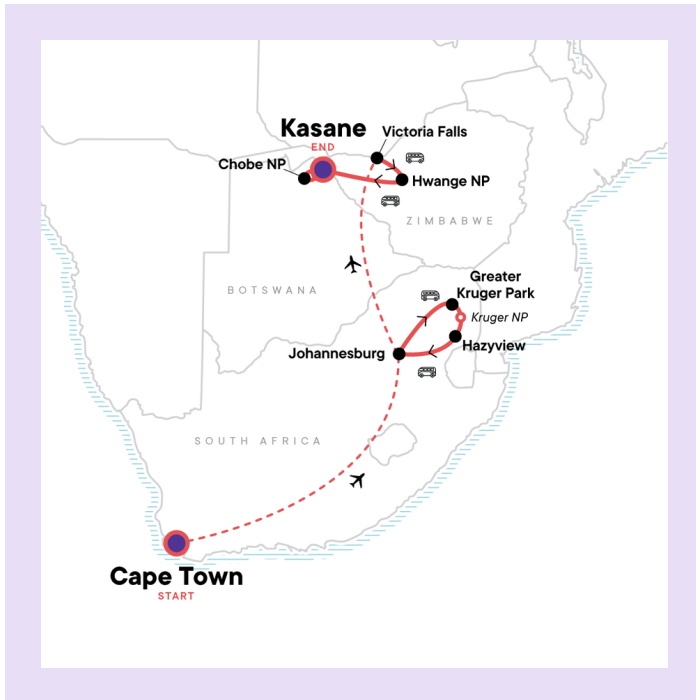 Kasane
END
Victoria Falls
Chobe NP
Hwange NP
ZIMBABWE
BOTSWANA
Greater
Kruger Park
Kruger NP
Hazyview
Johannesburg
SOUTH AFRICA
Cape Town
START